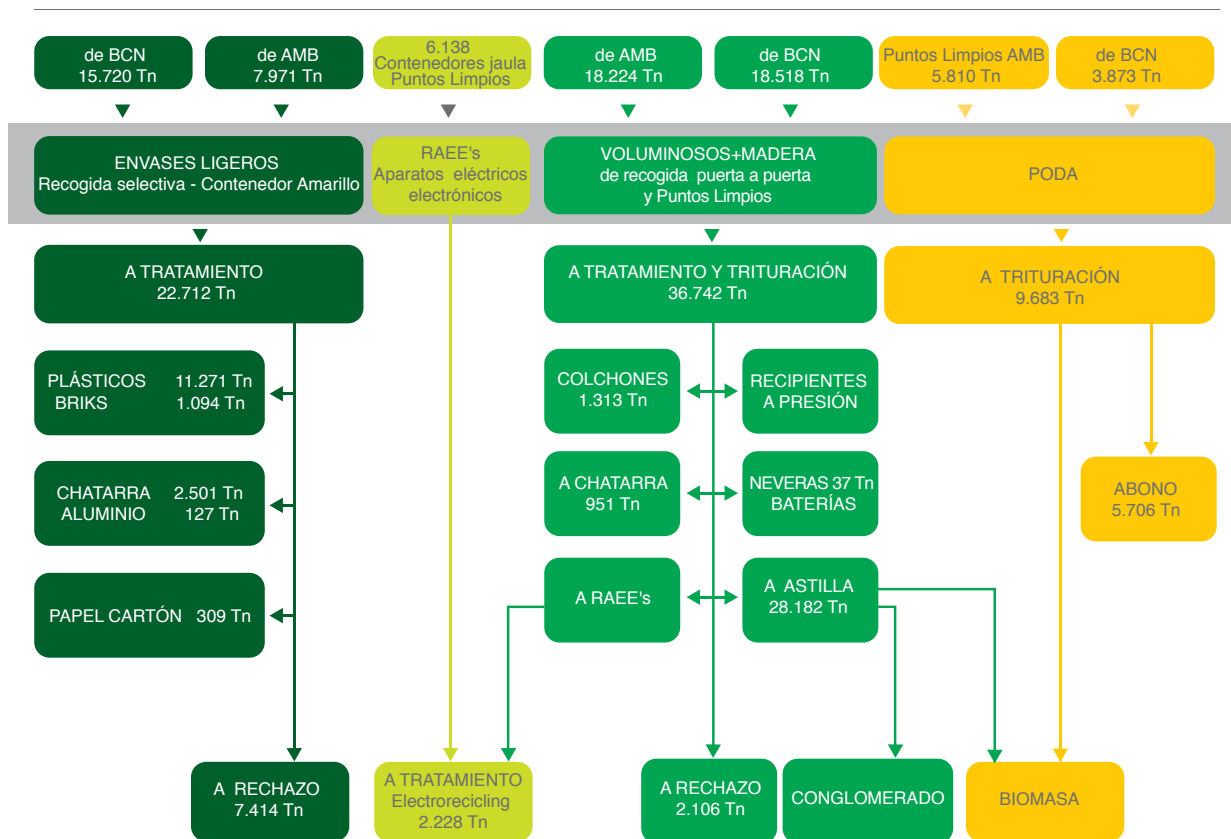 de BCN
15.720 Tn
de AMB
7.971 Tn
6.138
Contenedores jaula
Puntos Limpios
de AMB
18.224 Tn
de BCN
18.518 Tn
Puntos Limpios AMB
5.810 Tn
de BCN
3.873 Tn
ENVASES LIGEROS
Recogida selectiva - Contenedor Amarillo
RAEE's
Aparatos eléctricos
electrónicos
VOLUMINOSOS+MADERA
de recogida puerta a puerta
y Puntos Limpios
PODA
A TRATAMIENTO
22.712 Tn
A TRATAMIENTO Y TRITURACIÓN
36.742 Tn
A TRITURACIÓN
9.683 Tn
PLÁSTICOS 11.271 Tn
BRIKS 1.094 Tn
COLCHONES
1.313 Tn
RECIPIENTES
A PRESIÓN
CHATARRA 2.501 Tn
ALUMINIO 127 Tn
A CHATARRA
951 Tn
NEVERAS 37 Tn
BATERÍAS
ABONO
5.706 Tn
PAPEL CARTÓN 309 Tn
A RAEE's
A ASTILLA
28.182 Tn
A RECHAZO
7.414 Tn
A TRATAMIENTO
Electrorecicling
2.228 Tn
A RECHAZO
2.106 Tn
CONGLOMERADO
BIOMASA